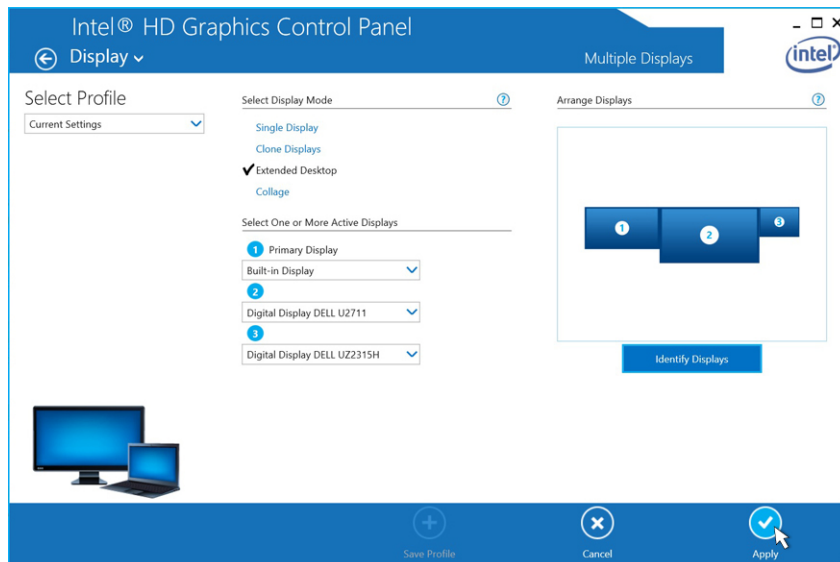 Intel® HD Graphics Control Panel
Display
Multiple Displays
intel
Select Profile
Current Settings
Select Display Mode
?
Single Display
Clone Displays
Extended Desktop
Collage
Select One or More Active Displays
1 Primary Display
Built-in Display
2
Digital Display DELL U2711
3
Digital Display DELL UZ2315H
Arrange Displays
?
1
2
3
Identify Displays
Save Profile
Cancel
Apply